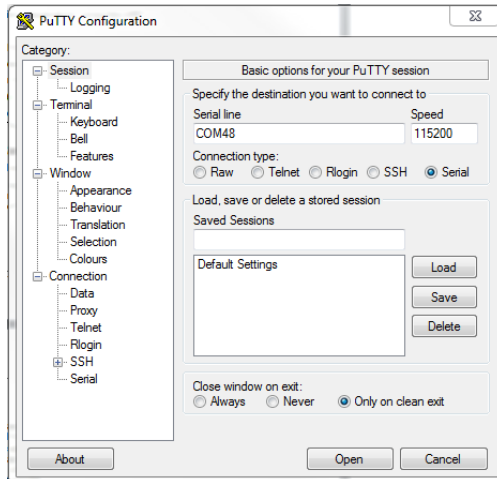 PuTTY Configuration
Category:
Session
Logging
Terminal
Keyboard
Bell
Features
Window
Appearance
Behaviour
Translation
Selection
Colours
Connection
Data
Proxy
Telnet
Rlogin
SSH
Serial
Basic options for your PuTTY session
Specify the destination you want to connect to
Serial line Speed
COM48 115200
Connection type:
Raw Telnet Rlogin SSH Serial
Load, save or delete a stored session
Saved Sessions
Default Settings
Load
Save
Delete
Close window on exit:
Always Never Only on clean exit
About Open Cancel